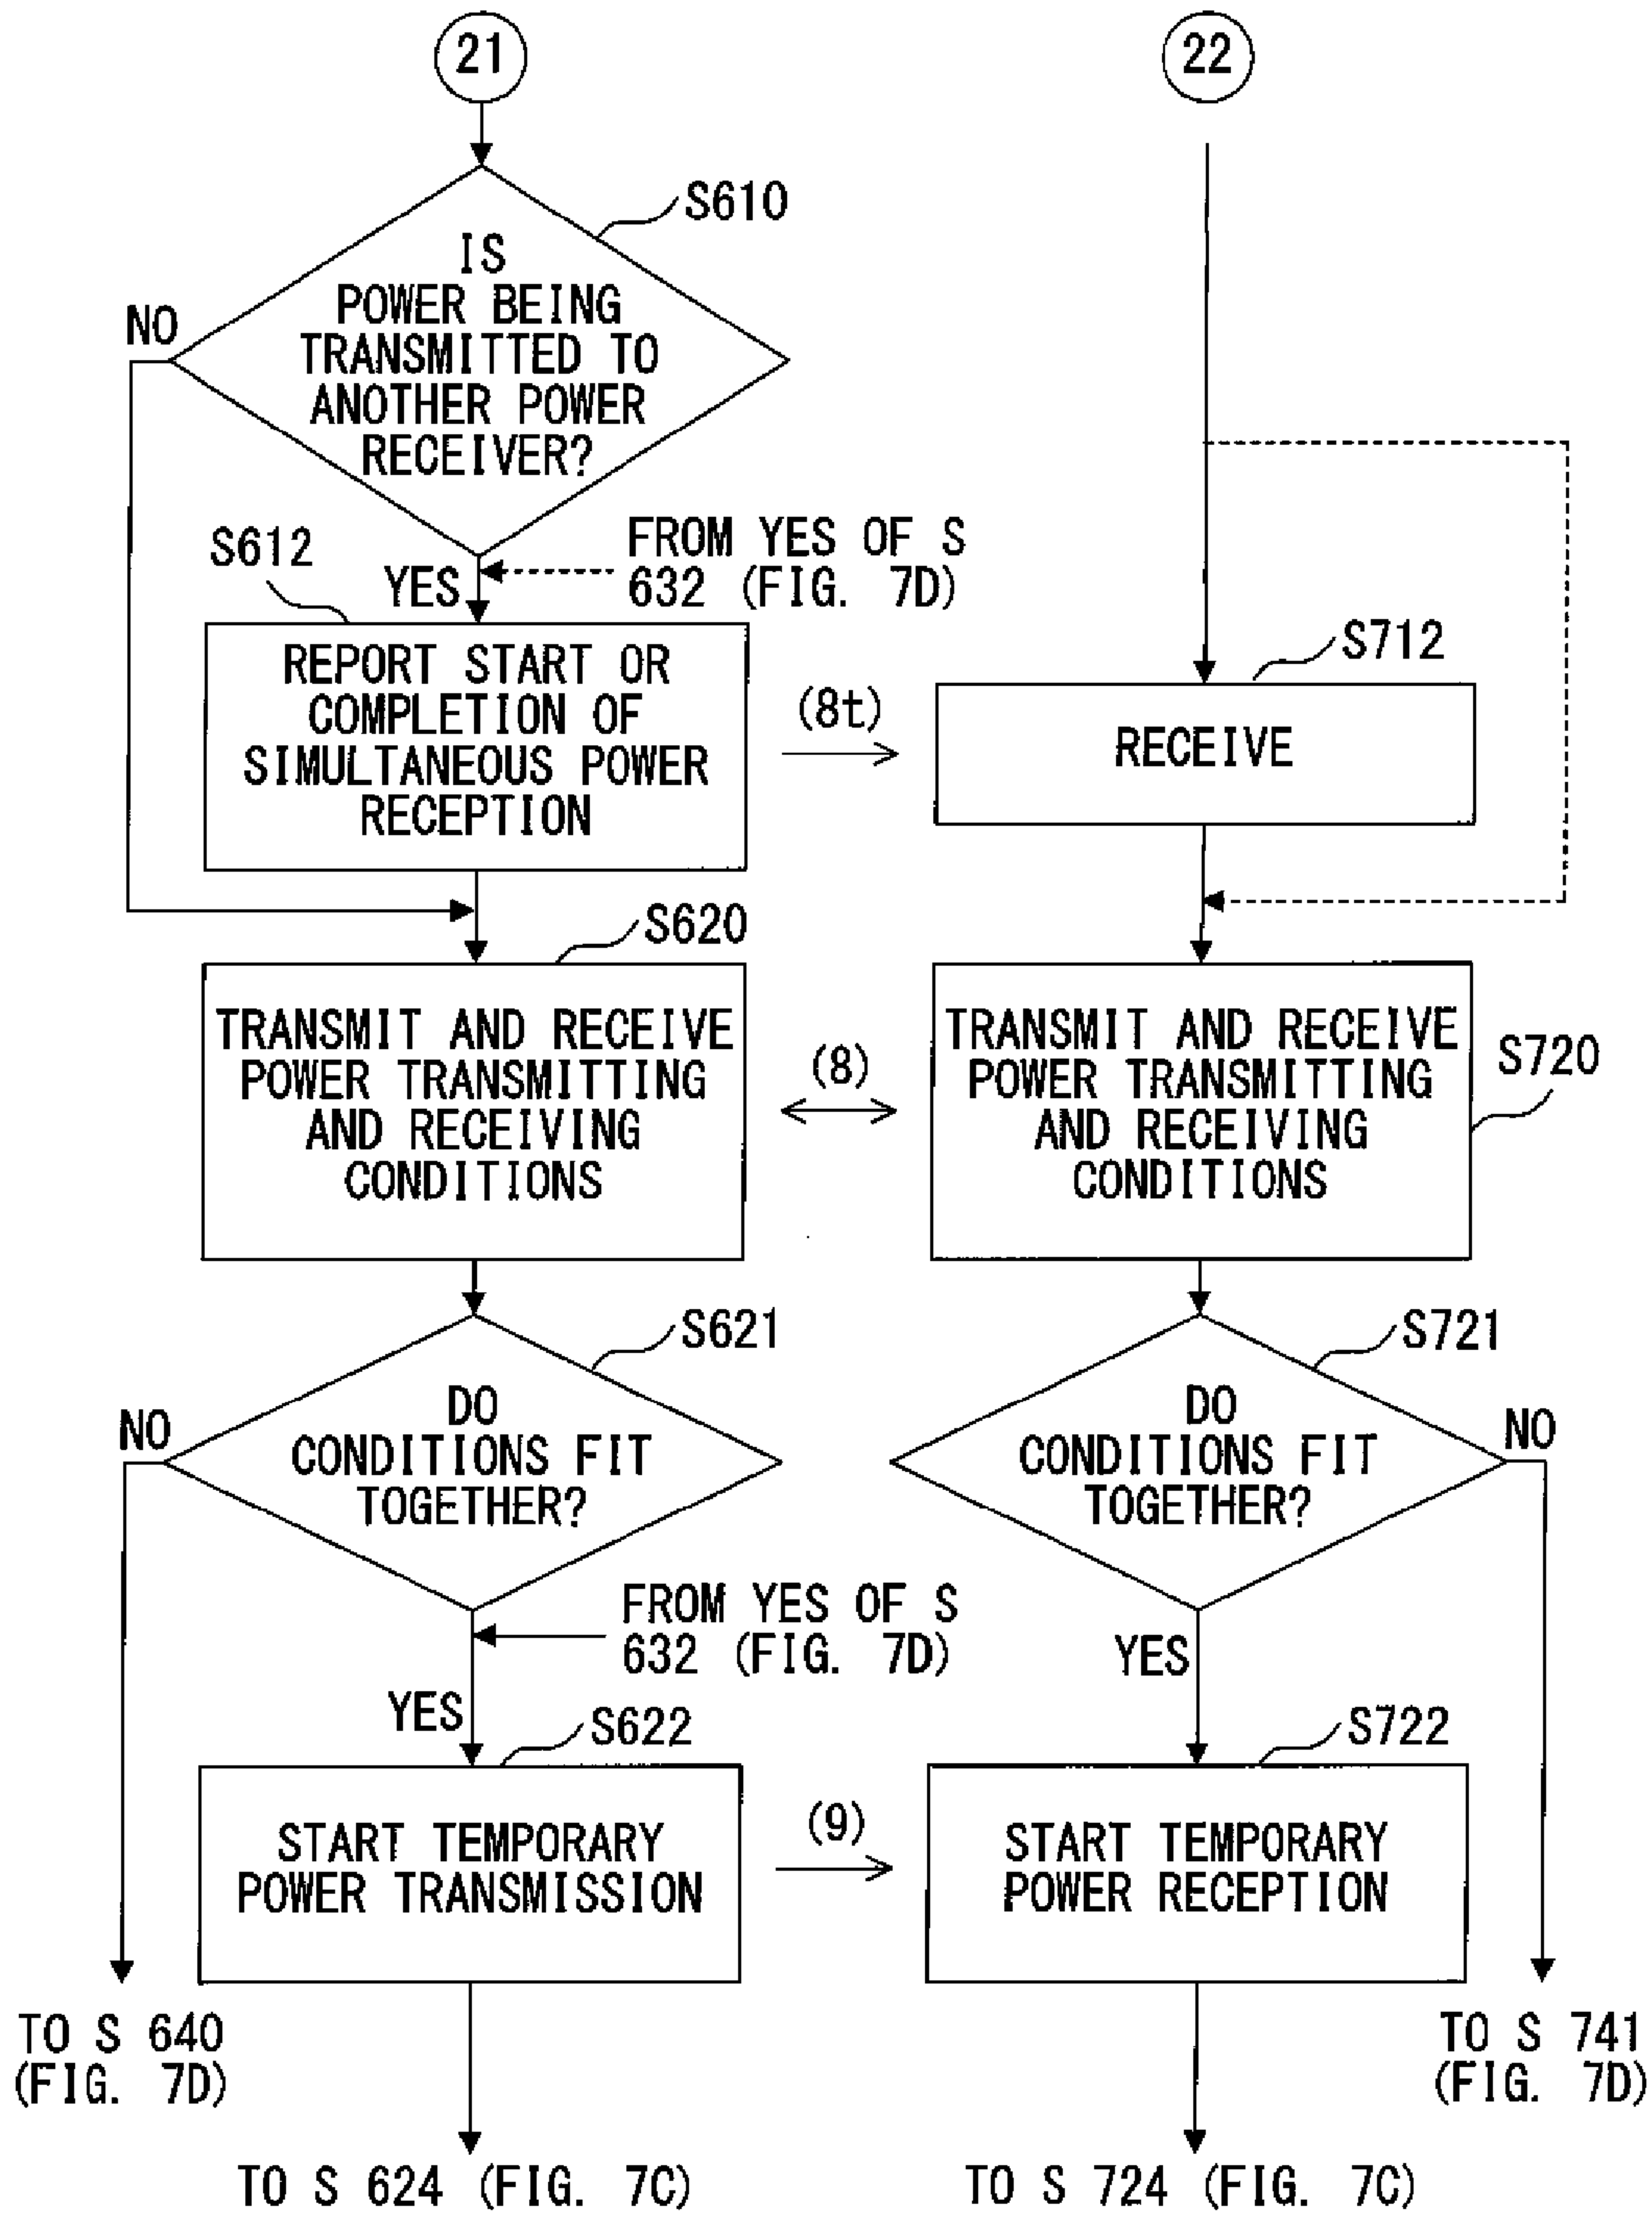 21
22
S610
IS
POWER BEING
TRANSMITTED TO
ANOTHER POWER
RECEIVER?
NO
S612
YES
FROM YES OF S
632 (FIG. 7D)
REPORT START OR
COMPLETION OF
SIMULTANEOUS POWER
RECEPTION
(8t)
S712
RECEIVE
S620
TRANSMIT AND RECEIVE
POWER TRANSMITTING
AND RECEIVING
CONDITIONS
(8)
TRANSMIT AND RECEIVE
POWER TRANSMITTING
AND RECEIVING
CONDITIONS
S720
S621
DO
CONDITIONS FIT
TOGETHER?
NO
S721
DO
CONDITIONS FIT
TOGETHER?
NO
FROM YES OF S
632 (FIG. 7D)
YES
YES
S622
START TEMPORARY
POWER TRANSMISSION
(9)
S722
START TEMPORARY
POWER RECEPTION
TO S 640
(FIG. 7D)
TO S 741
(FIG. 7D)
TO S 624 (FIG. 7C)
TO S 724 (FIG. 7C)